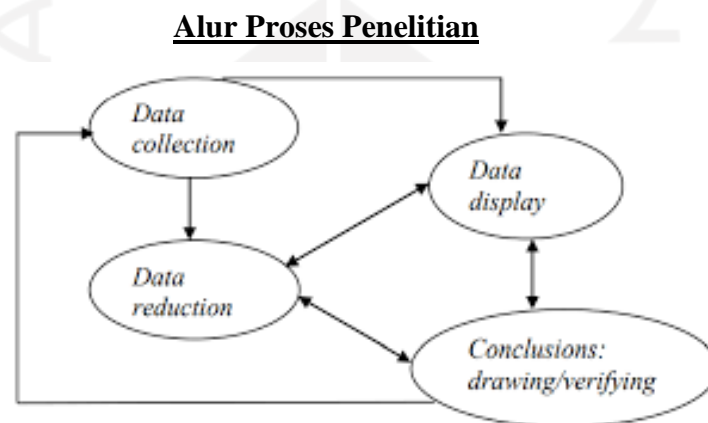 Alur Proses Penelitian
Data
collection
Data
display
Data
reduction
Conclusions:
drawing/verifying